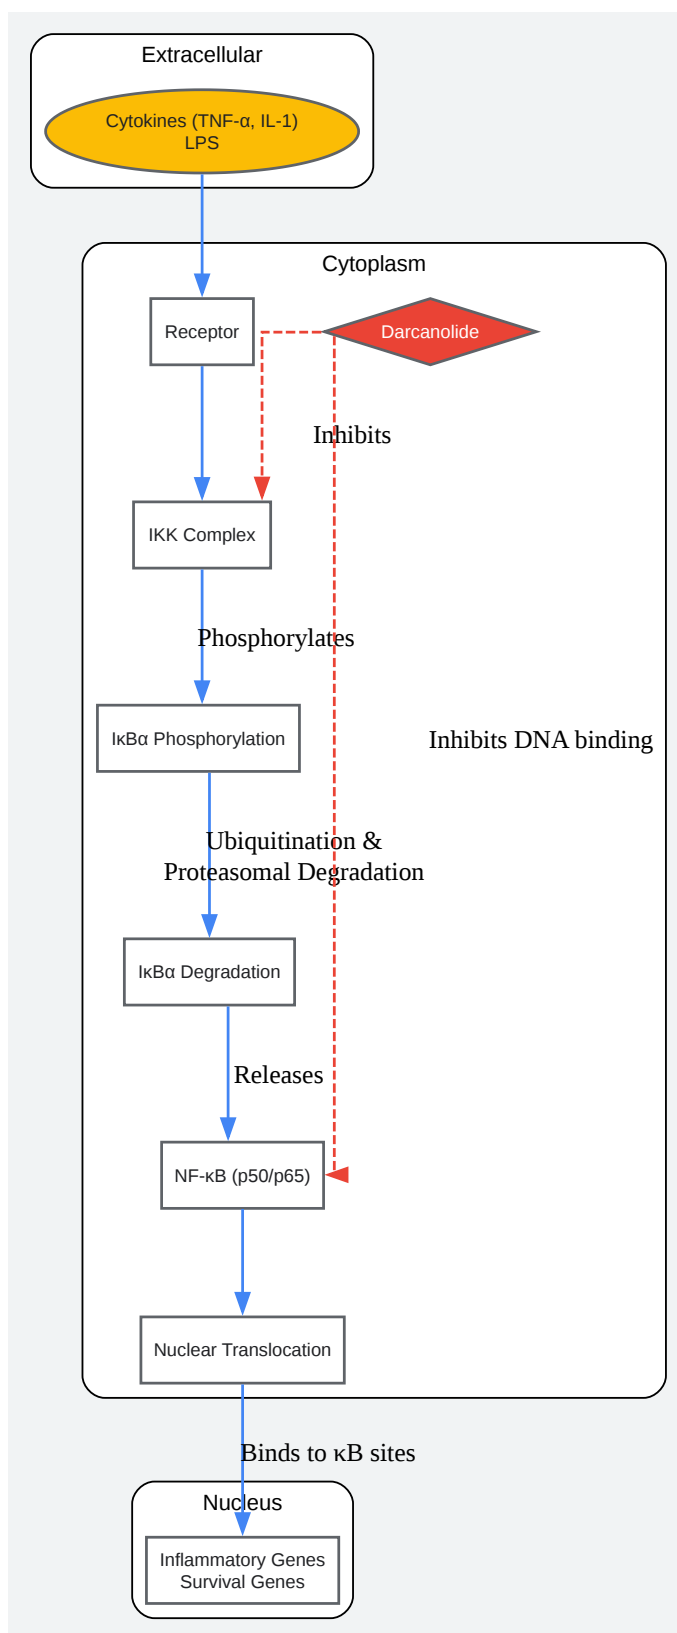 Extracellular
Cytokines (TNF-α, IL-1)
LPS
Cytoplasm
Receptor
Darcanolide
Inhibits
IKK Complex
Phosphorylates
IκBα Phosphorylation
Inhibits DNA binding
Ubiquitination &
Proteasomal Degradation
IκBα Degradation
Releases
NF-κB (p50/p65)
Nuclear Translocation
Binds to κB sites
Nucleus
Inflammatory Genes
Survival Genes